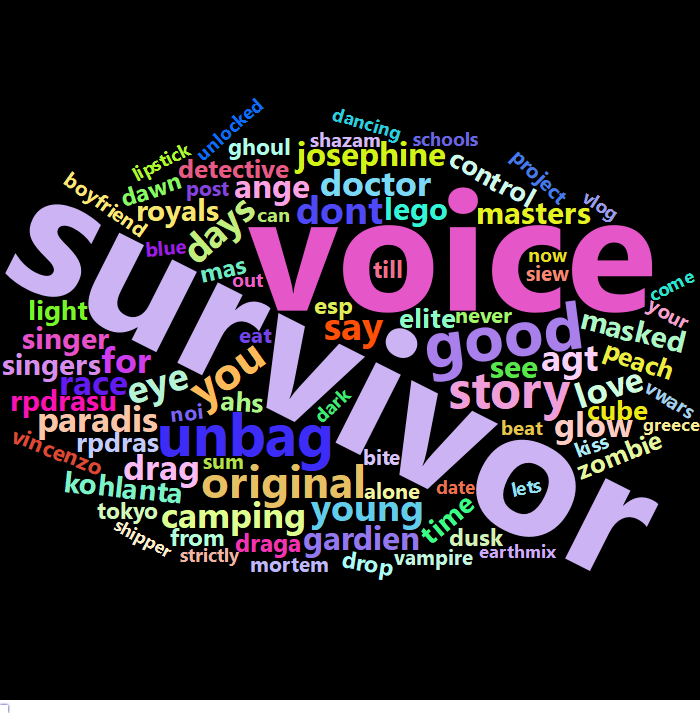 dancing
unlocked
shazam
schools
ghoul
lipstick
josephine
detective
control
project
boyfriend
dawn
post
ange
doctor
vlog
royals
days
can
dont
lego
masters
voice
blue
mas
out
till
now
siew
come
your
survivor
light
esp
say
elite
never
good
masked
singer
eat
see
agt
peach
singers
for
race
eye
you
story
love
vwars
rpdrasu
ahs
dark
cube
greece
paradis
noi
beat
glow
kiss
zombie
rpdras
unbag
vincenzo
drag
sum
bite
kohlanta
original
alone
date
lets
tokyo
camping
young
time
shipper
from
draga
gardien
dusk
strictly
mortem
drop
vampire
earthmix